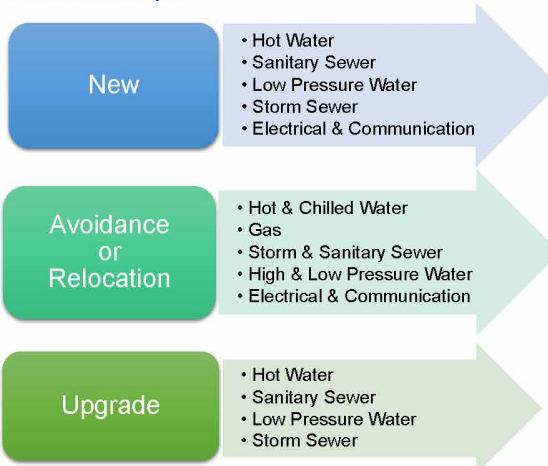 New
• Hot Water
• Sanitary Sewer
• Low Pressure Water
• Storm Sewer
• Electrical & Communication
Avoidance
or
Relocation
• Hot & Chilled Water
• Gas
• Storm & Sanitary Sewer
• High & Low Pressure Water
• Electrical & Communication
Upgrade
• Hot Water
• Sanitary Sewer
• Low Pressure Water
• Storm Sewer